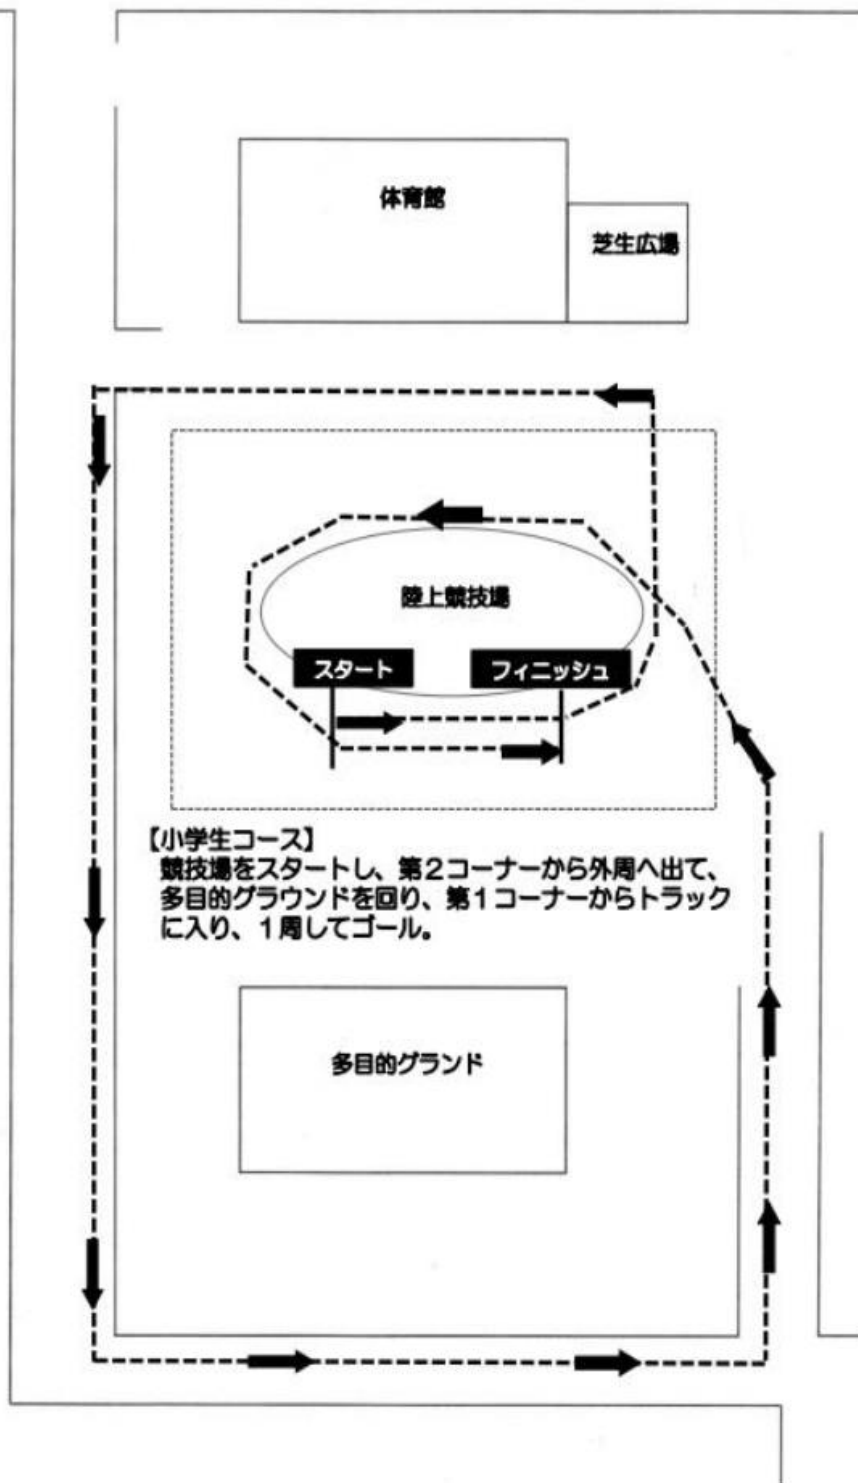 体育館
芝生広場
陸上競技場
スタート
フィニッシュ
【小学生コース】
競技場をスタートし、第２コーナーから外周へ出て、
多目的グラウンドを回り、第１コーナーからトラック
に入り、１周してゴール。
多目的グランド